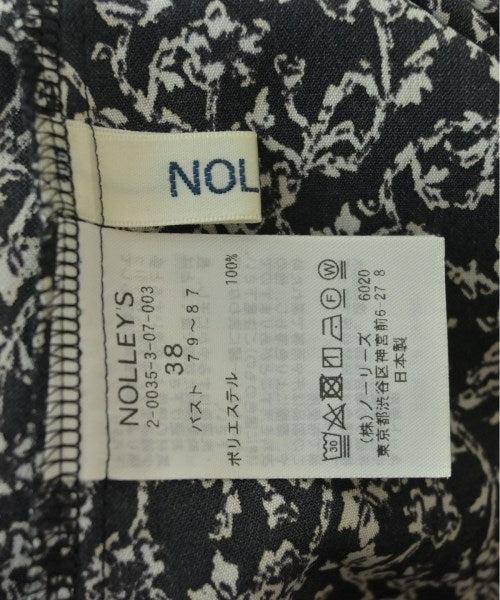 NOL
NOLLEY'S
2-0035-3-07-003
38
バスト 79～87
ポリエステル 100%
30 F W
(株)ノーリーズ 6020
東京都渋谷区神宮前6-27-8
日本製